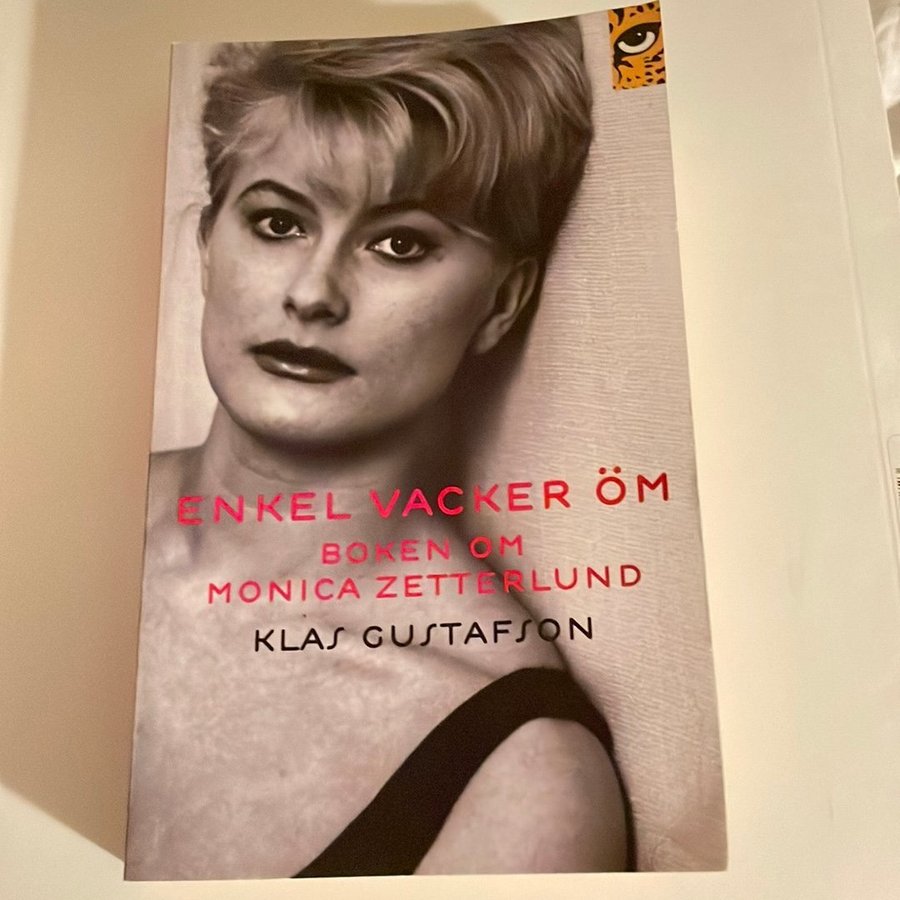 ENKEL VACKER ÖM
BOKEN OM
MONICA ZETTERLUND
KLAS GUSTAFSON